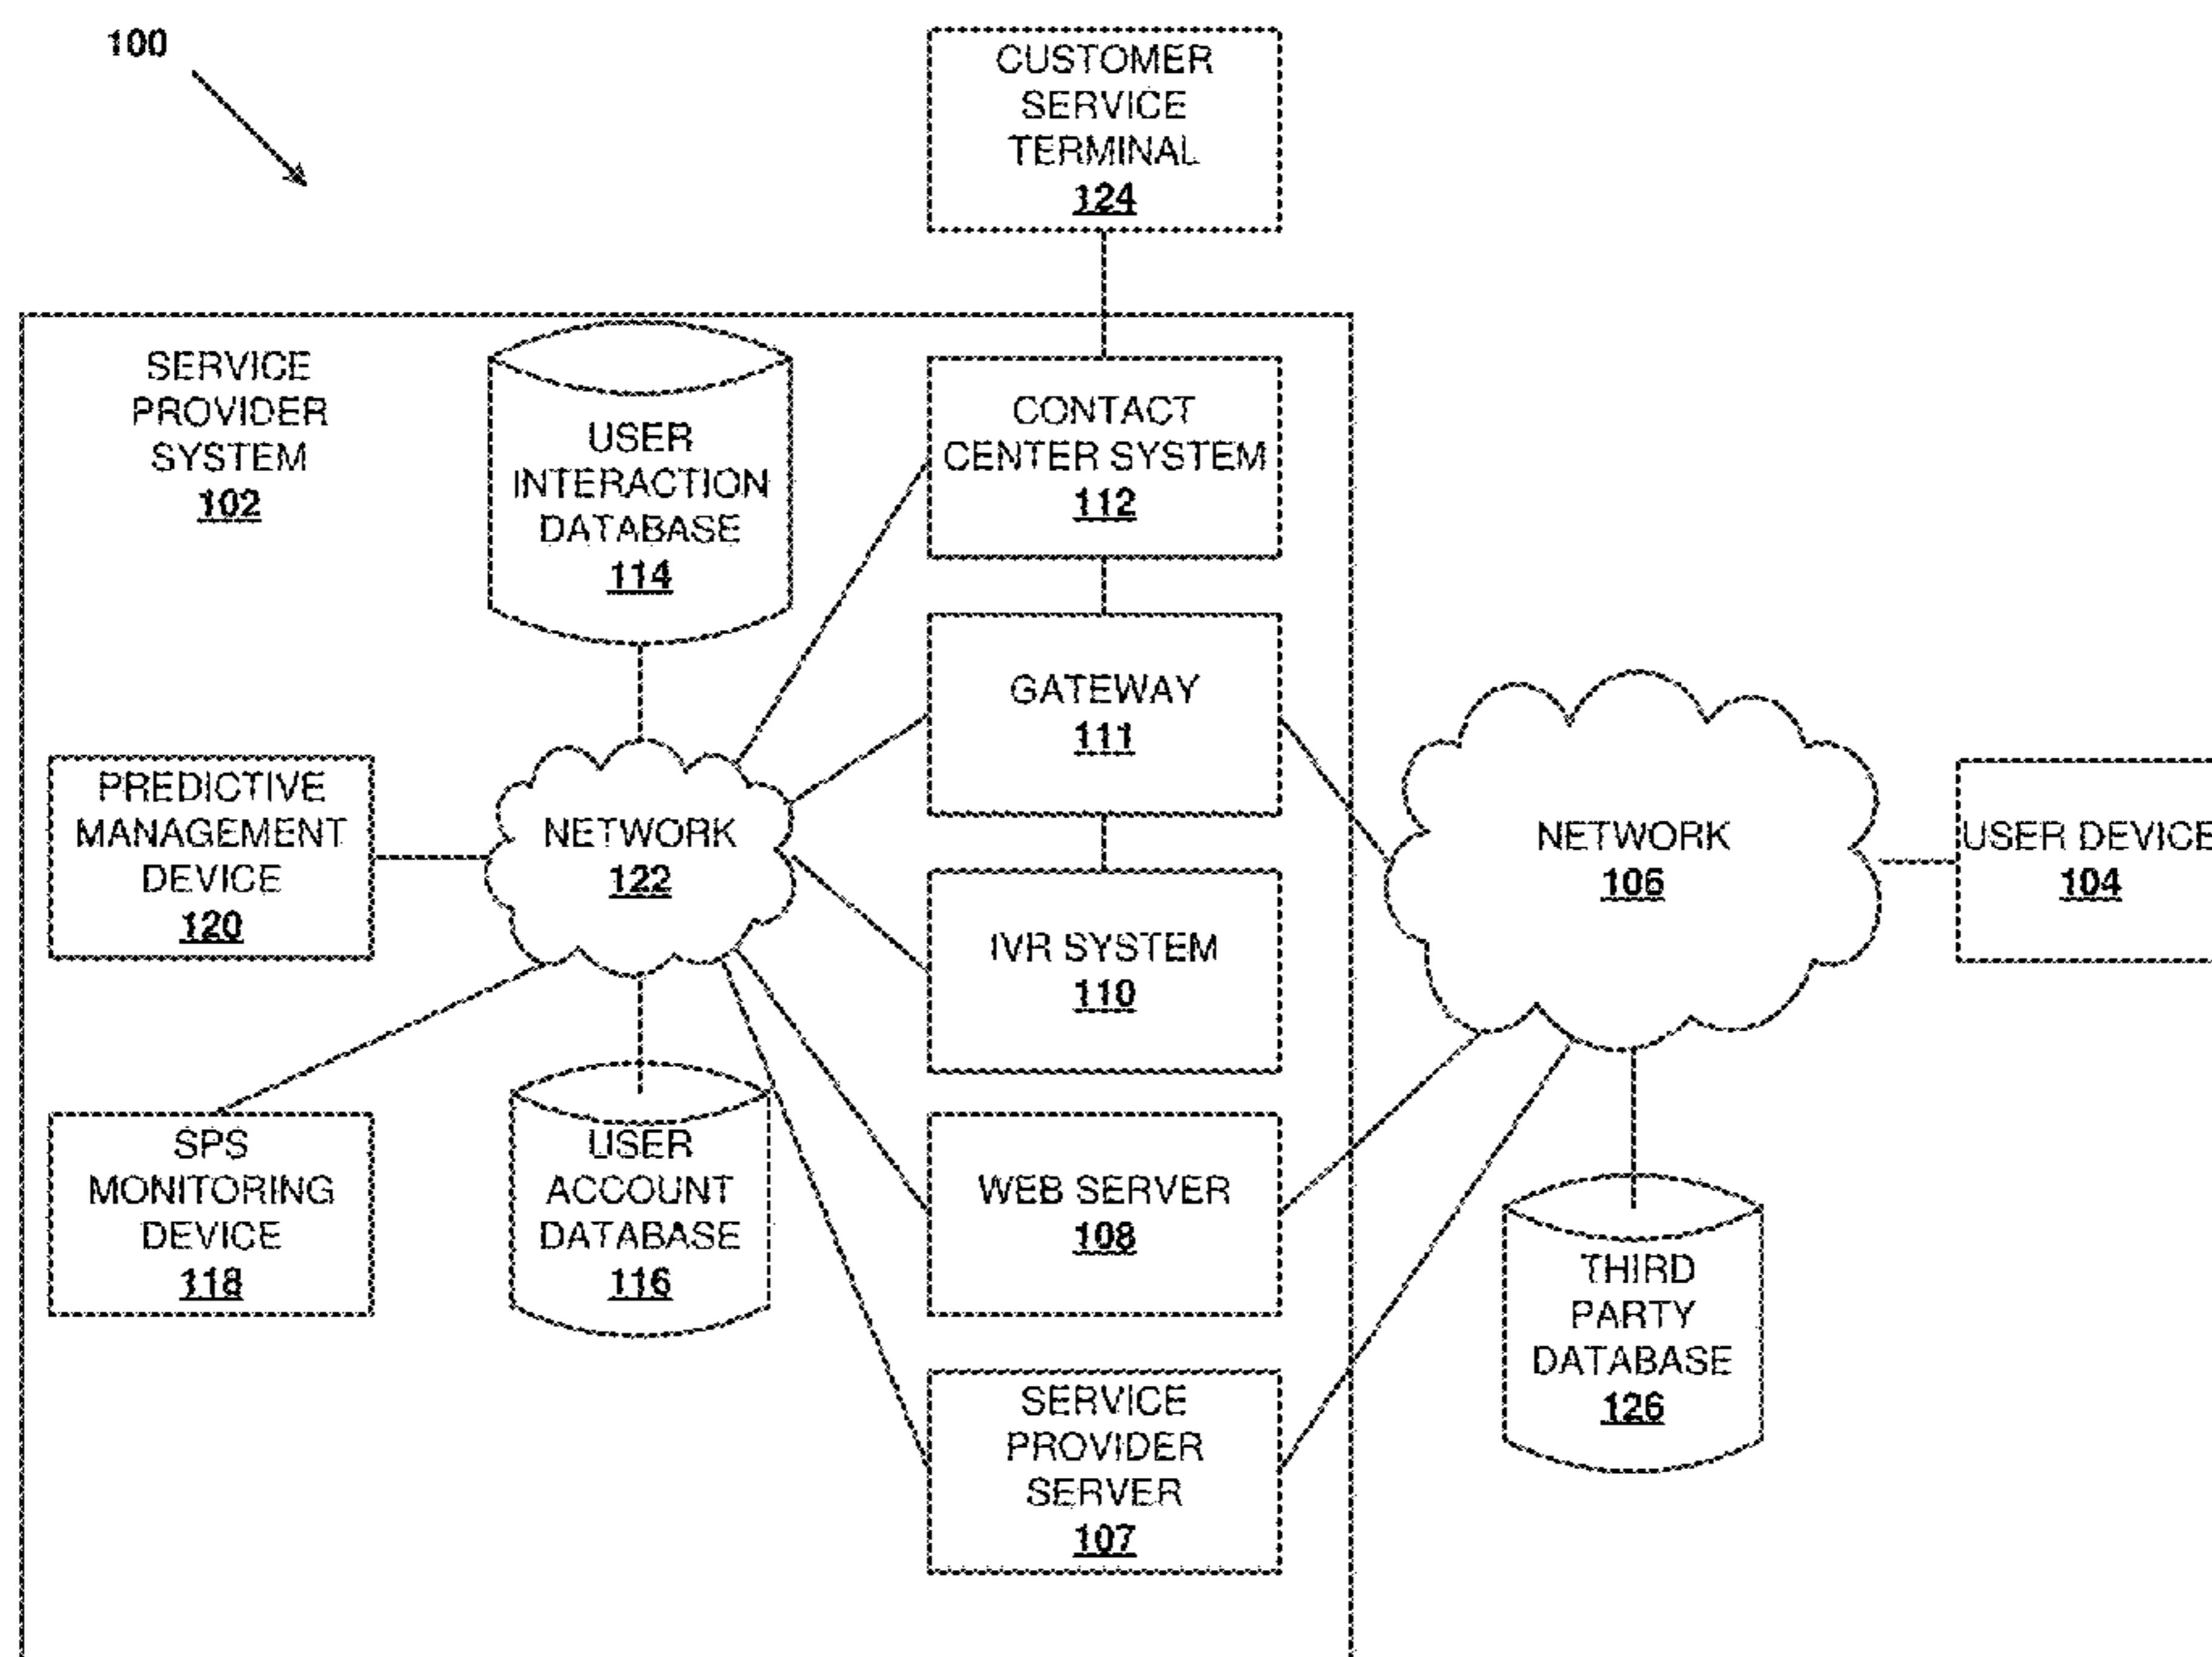 100
CUSTOMER
SERVICE
TERMINAL
124
SERVICE
PROVIDER
SYSTEM
102
USER
INTERACTION
DATABASE
114
CONTACT
CENTER SYSTEM
112
GATEWAY
111
PREDICTIVE
MANAGEMENT
DEVICE
120
NETWORK
122
IVR SYSTEM
110
NETWORK
106
USER DEVICE
104
SPS
MONITORING
DEVICE
118
USER
ACCOUNT
DATABASE
116
WEB SERVER
108
THIRD
PARTY
DATABASE
126
SERVICE
PROVIDER
SERVER
107